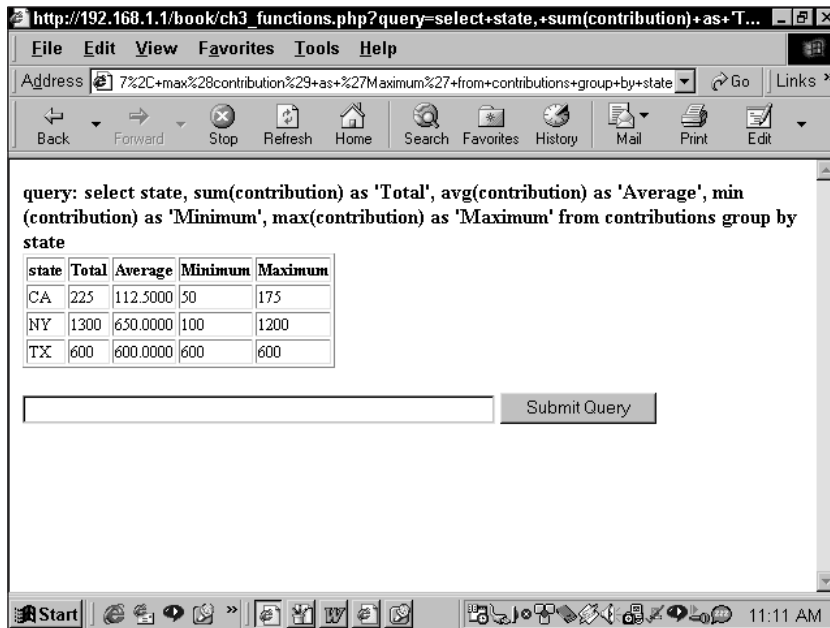 http://192.168.1.1/book/ch3_functions.php?query=select+state,+sum(contribution)+as+'T...
File Edit View Favorites Tools Help
Address 7%2C+max%28contribution%29+as+%27Maximum%27+from+contributions+group+by+state Go Links »
Back Forward Stop Refresh Home Search Favorites History Mail Print Edit
query: select state, sum(contribution) as 'Total', avg(contribution) as 'Average', min
(contribution) as 'Minimum', max(contribution) as 'Maximum' from contributions group by
state
state Total Average Minimum Maximum
CA 225 112.5000 50 175
NY 1300 650.0000 100 1200
TX 600 600.0000 600 600
Submit Query
Start » 11:11 AM